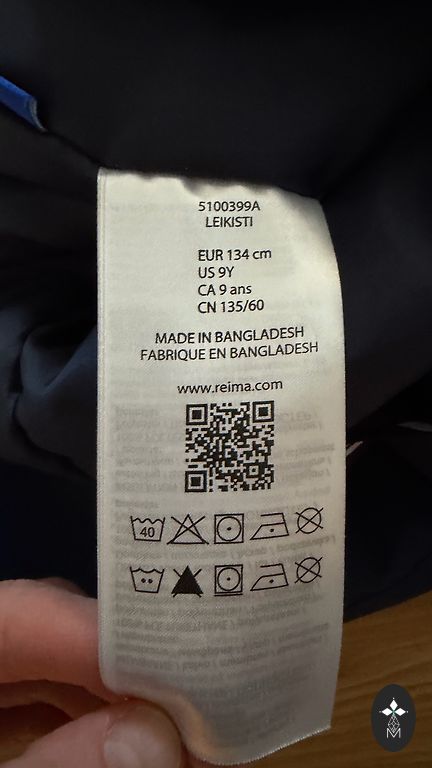 5100399A
LEIKISTI
EUR 134 cm
US 9Y
CA 9 ans
CN 135/60
MADE IN BANGLADESH
FABRIQUE EN BANGLADESH
www.reima.com
40
M